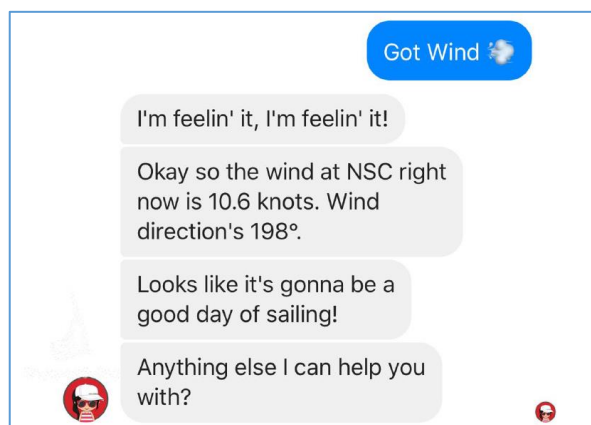 Got Wind 💨
I'm feelin' it, I'm feelin' it!
Okay so the wind at NSC right
now is 10.6 knots. Wind
direction's 198º.
Looks like it's gonna be a
good day of sailing!
Anything else I can help you
with?